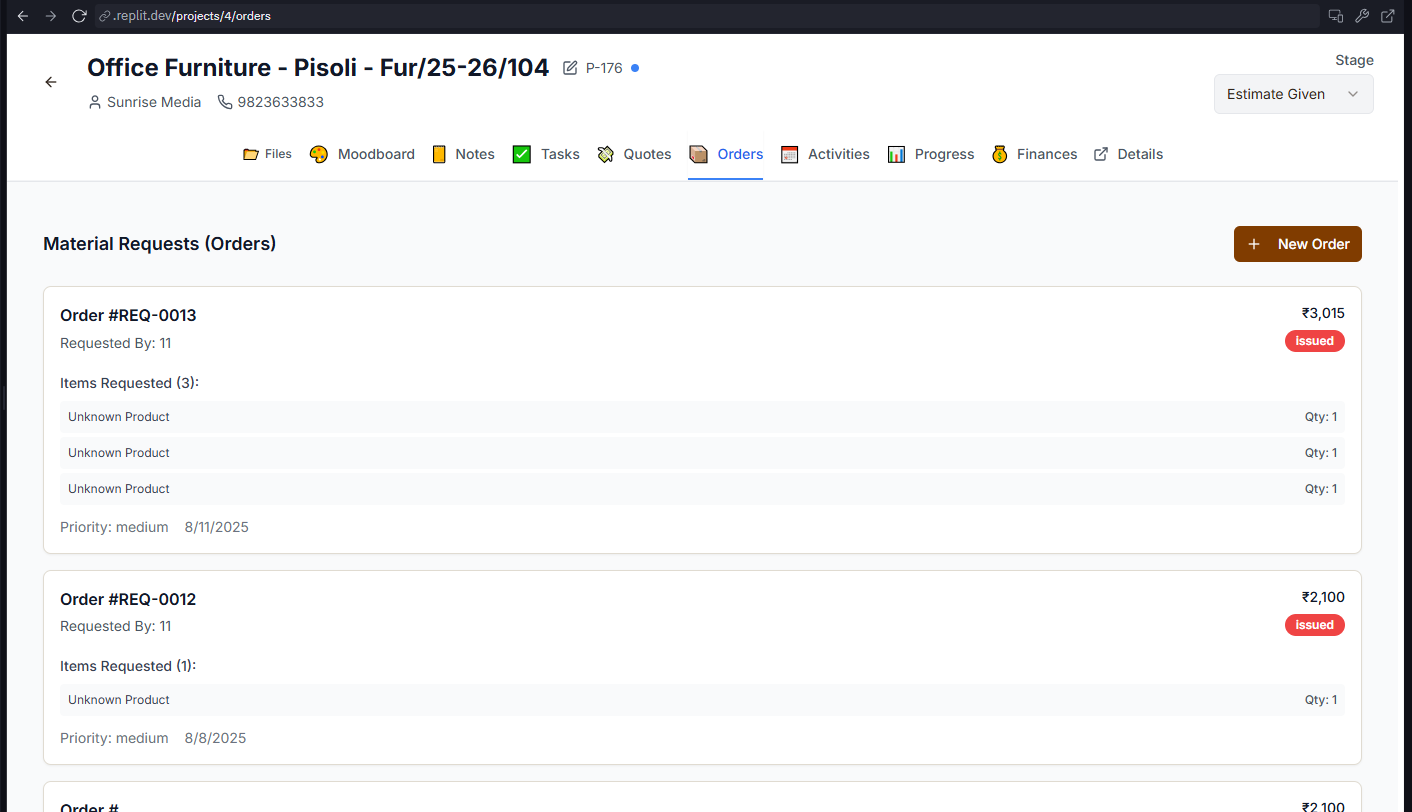 .replit.dev/projects/4/orders
Office Furniture - Pisoli - Fur/25-26/104 P-176
Stage
Sunrise Media 9823633833
Estimate Given
Files Moodboard Notes Tasks Quotes Orders Activities Progress Finances Details
Material Requests (Orders)
+ New Order
Order #REQ-0013 ₹3,015
Requested By: 11 issued
Items Requested (3):
Unknown Product Qty: 1
Unknown Product Qty: 1
Unknown Product Qty: 1
Priority: medium 8/11/2025
Order #REQ-0012 ₹2,100
Requested By: 11 issued
Items Requested (1):
Unknown Product Qty: 1
Priority: medium 8/8/2025
Order # ₹2,100